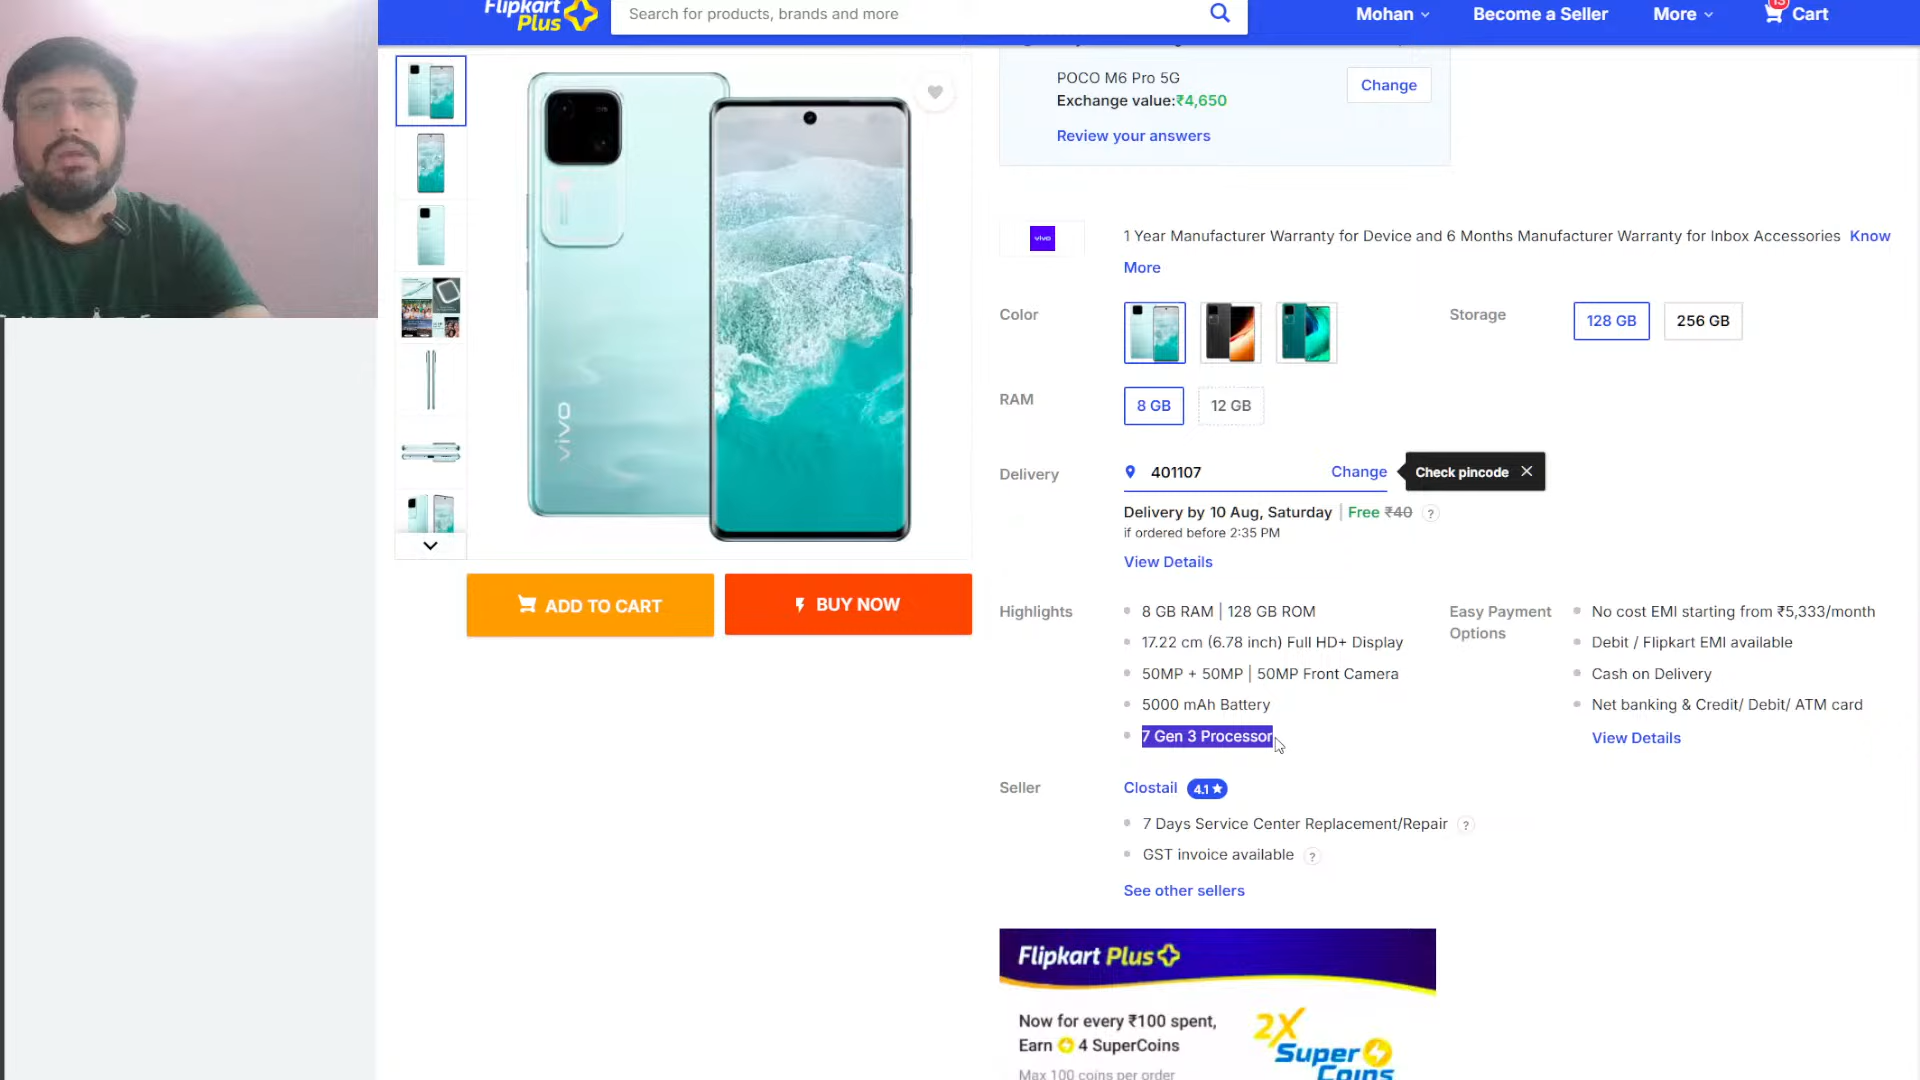 Flipkart
Plus
Search for products, brands and more
Mohan
Become a Seller
More
13
Cart
POCO M6 Pro 5G
Exchange value:₹4,650
Change
Review your answers
vivo
1 Year Manufacturer Warranty for Device and 6 Months Manufacturer Warranty for Inbox Accessories Know
More
Color
Storage
128 GB
256 GB
RAM
8 GB
12 GB
Delivery
401107
Change
Check pincode
Delivery by 10 Aug, Saturday | Free ₹40 ?
if ordered before 2:35 PM
View Details
vivo
ADD TO CART
BUY NOW
Highlights
8 GB RAM | 128 GB ROM
17.22 cm (6.78 inch) Full HD+ Display
50MP + 50MP | 50MP Front Camera
5000 mAh Battery
7 Gen 3 Processor
Easy Payment
Options
No cost EMI starting from ₹5,333/month
Debit / Flipkart EMI available
Cash on Delivery
Net banking & Credit/ Debit/ ATM card
View Details
Seller
Clostail 4.1
7 Days Service Center Replacement/Repair ?
GST invoice available ?
See other sellers
Flipkart Plus
Now for every ₹100 spent,
Earn 4 SuperCoins
Max 100 coins per order
2X
Super
Coins